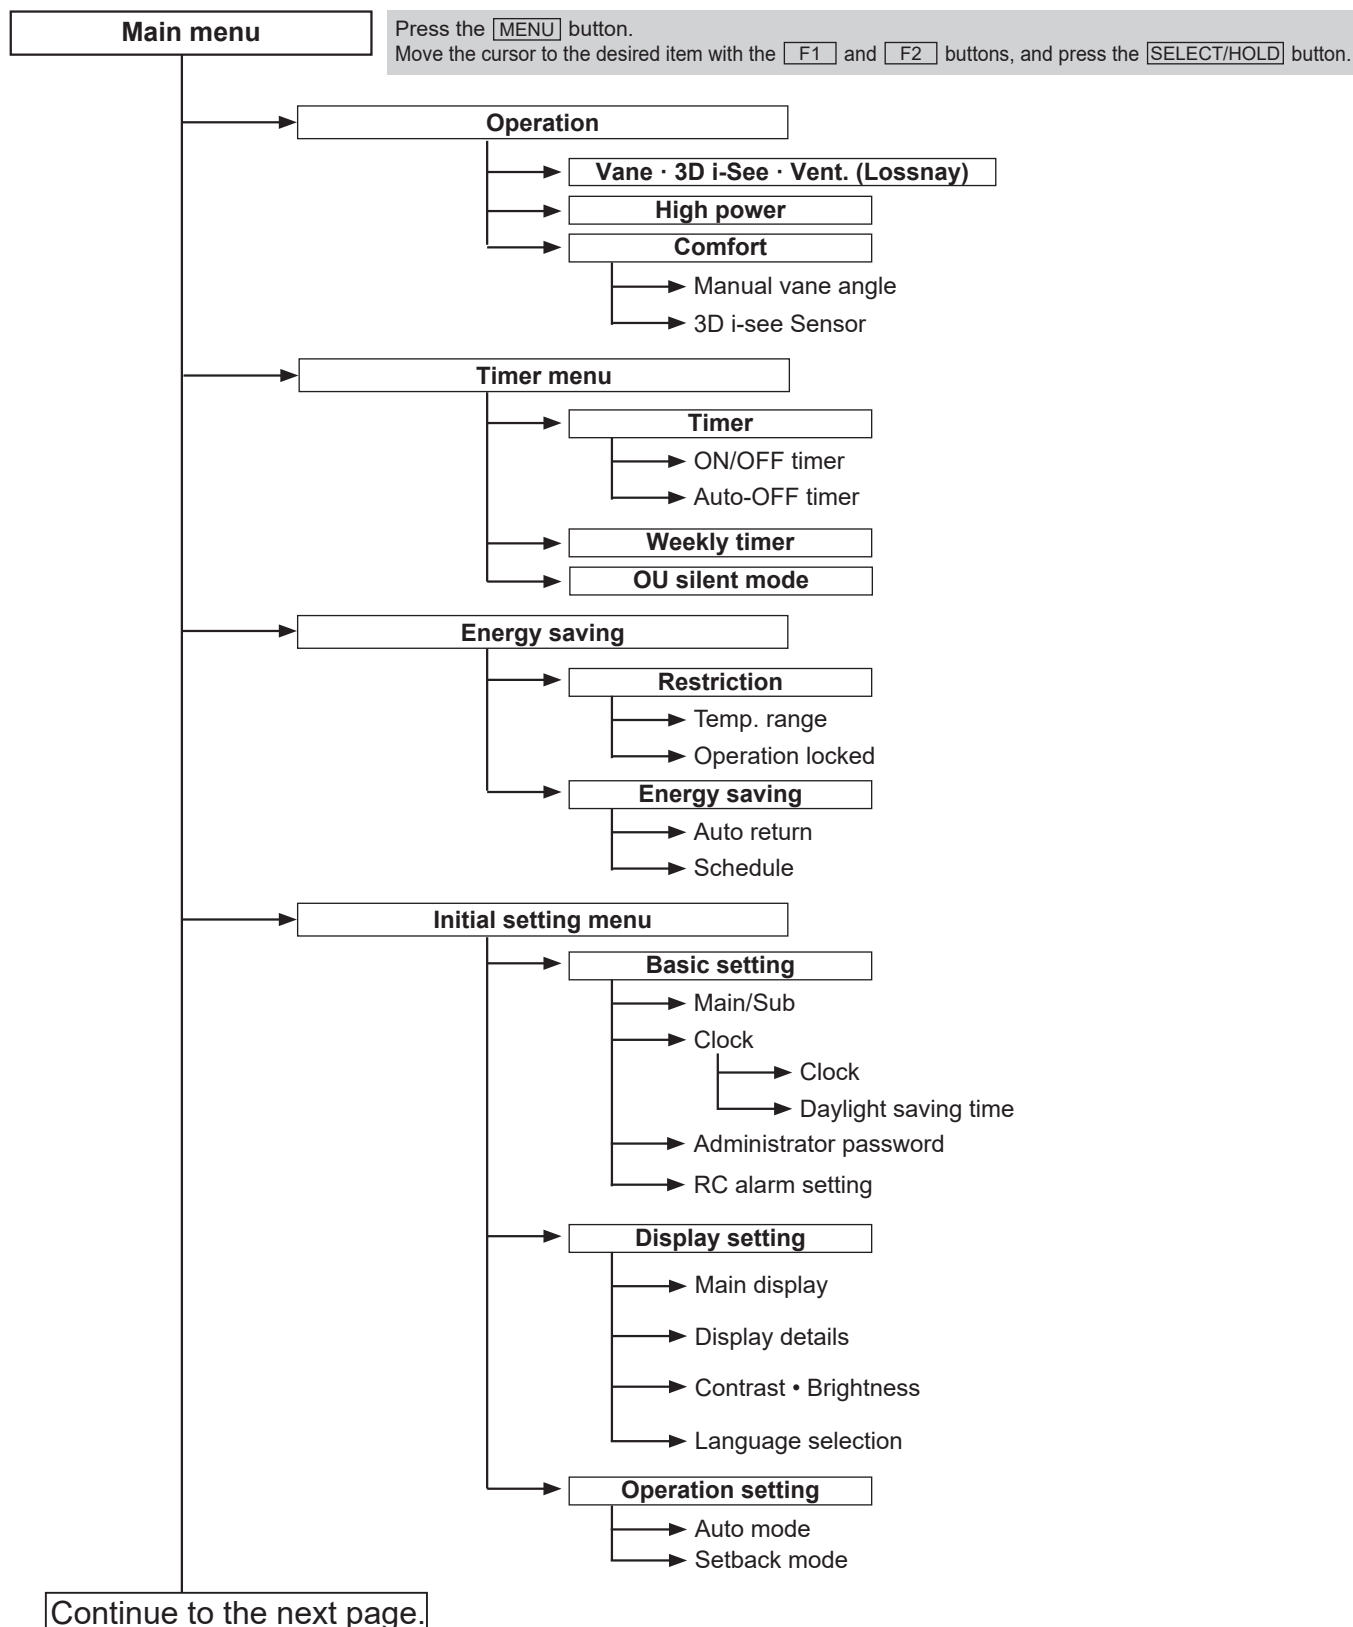 Main menu
Press the MENU button.
Move the cursor to the desired item with the F1 and F2 buttons, and press the SELECT/HOLD button.
Operation
Vane · 3D i-See · Vent. (Lossnay)
High power
Comfort
Manual vane angle
3D i-see Sensor
Timer menu
Timer
ON/OFF timer
Auto-OFF timer
Weekly timer
OU silent mode
Energy saving
Restriction
Temp. range
Operation locked
Energy saving
Auto return
Schedule
Initial setting menu
Basic setting
Main/Sub
Clock
Clock
Daylight saving time
Administrator password
RC alarm setting
Display setting
Main display
Display details
Contrast • Brightness
Language selection
Operation setting
Auto mode
Setback mode
Continue to the next page.